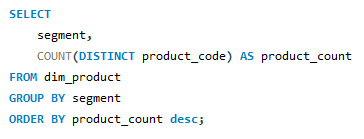 SELECT
    segment,
    COUNT(DISTINCT product_code) AS product_count
FROM dim_product
GROUP BY segment
ORDER BY product_count desc;